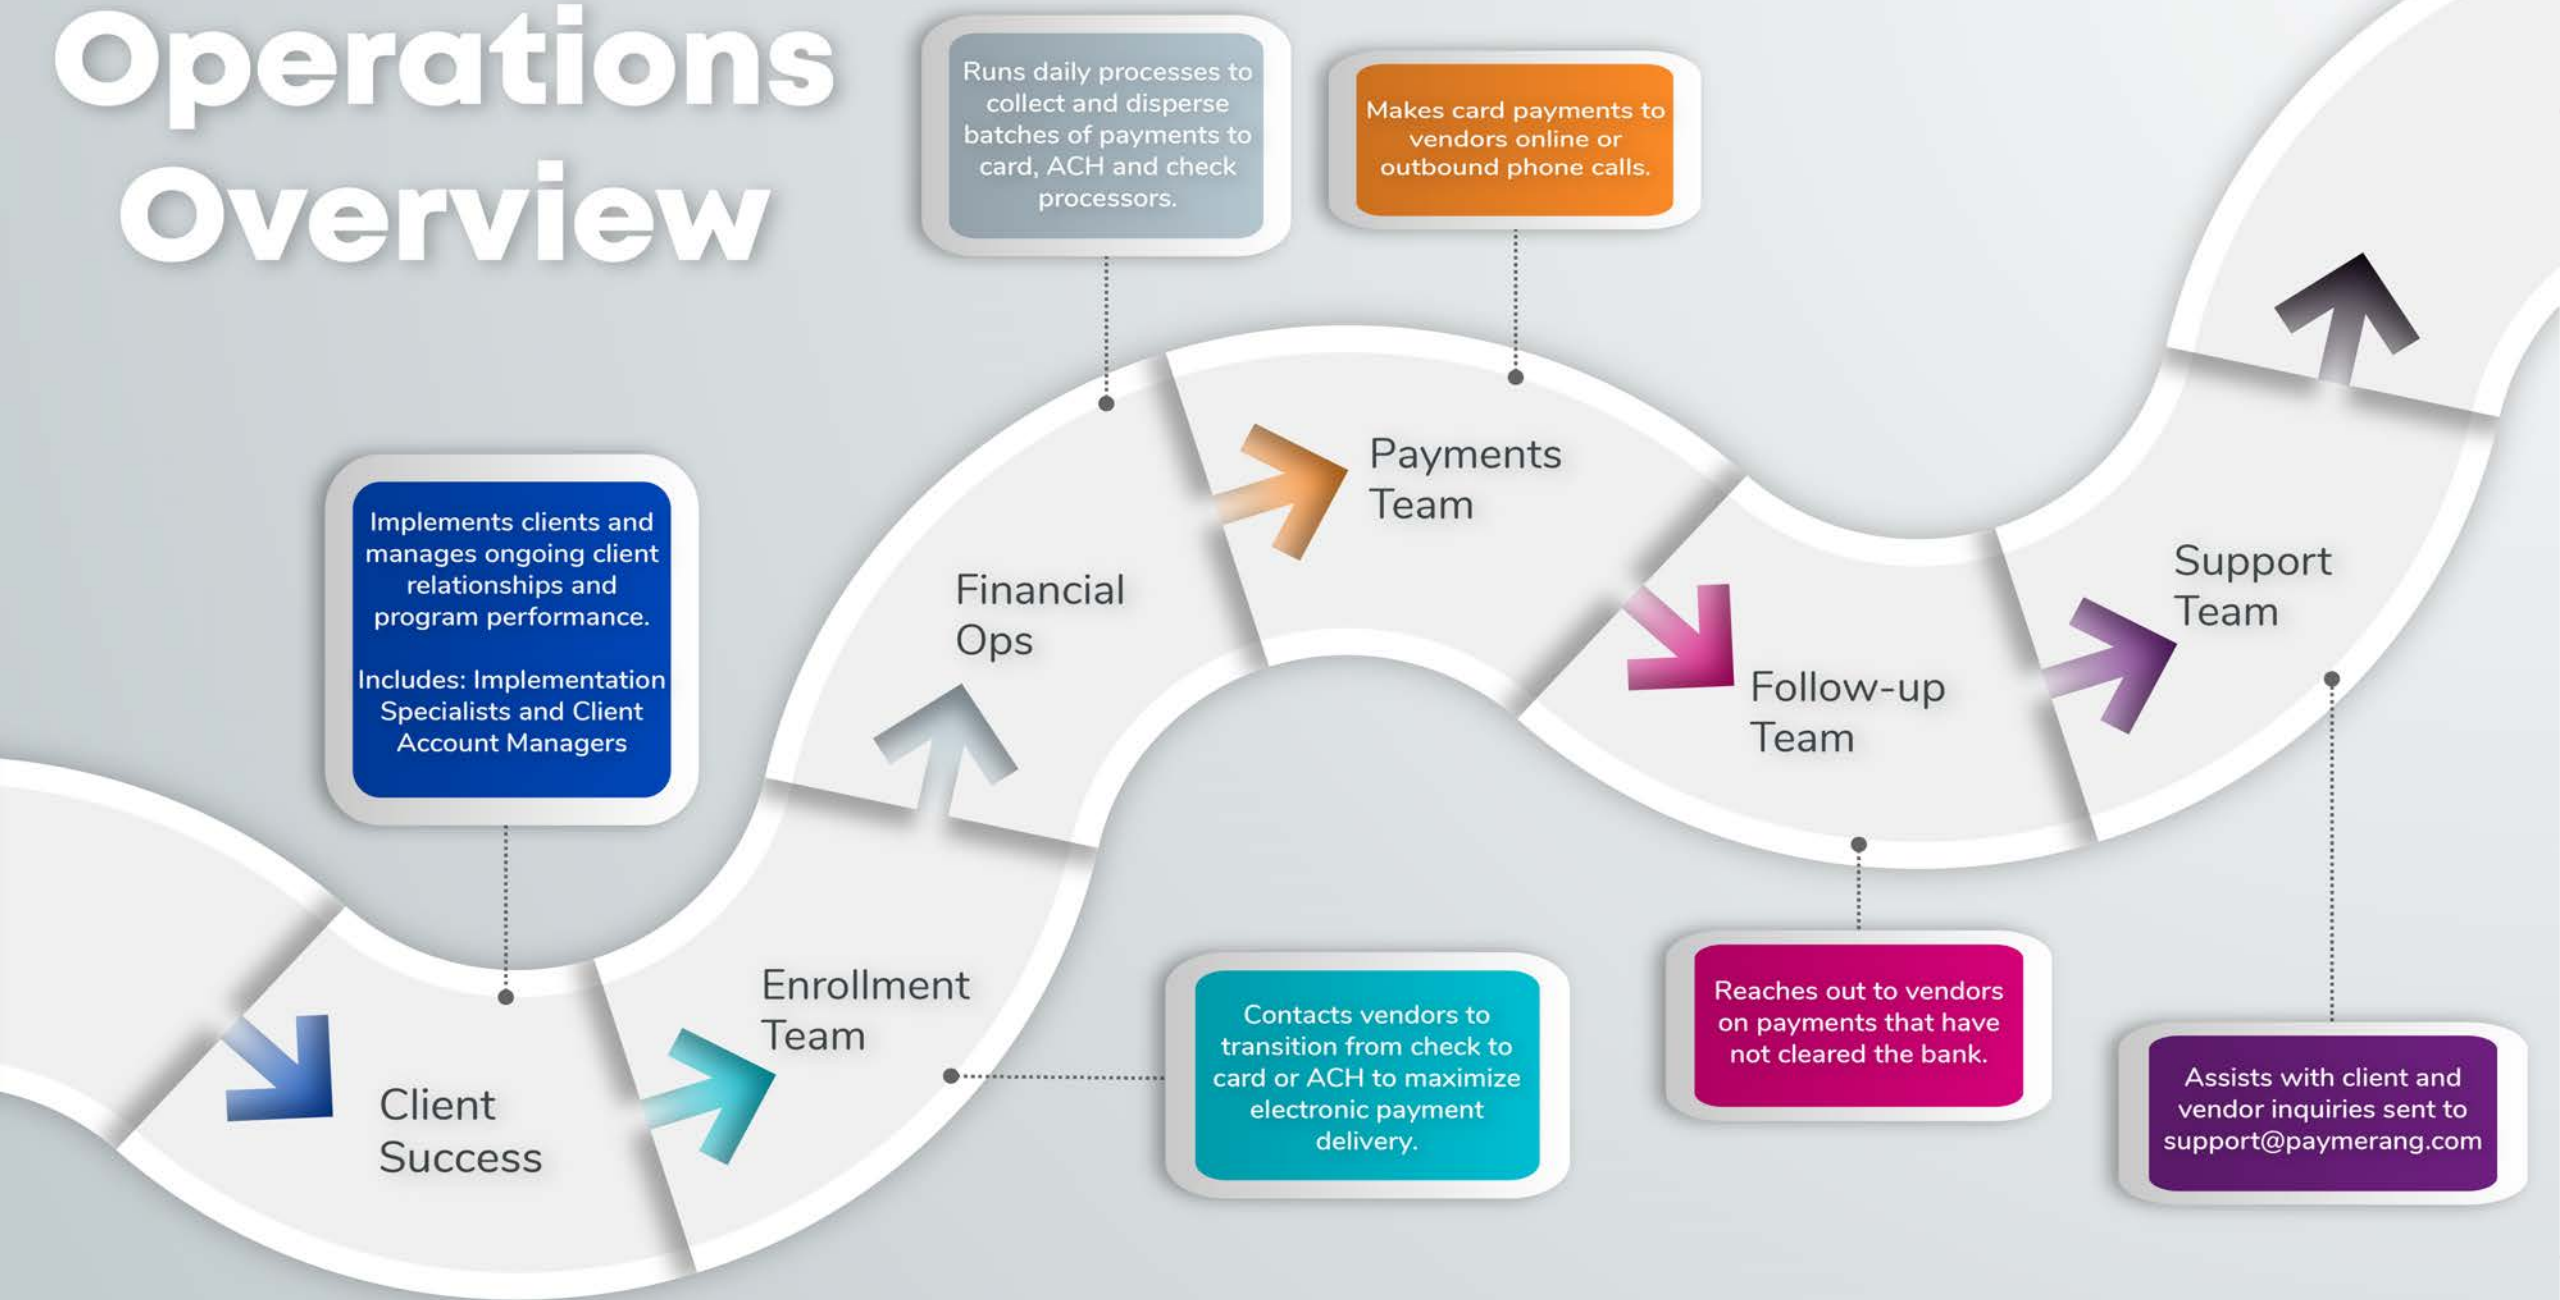 Operations
Overview
Implements clients and
manages ongoing client
relationships and
program performance.
Includes: Implementation
Specialists and Client
Account Managers
Client
Success
Enrollment
Team
Contacts vendors to
transition from check to
card or ACH to maximize
electronic payment
delivery.
Runs daily processes to
collect and disperse
batches of payments to
card, ACH and check
processors.
Financial
Ops
Makes card payments to
vendors online or
outbound phone calls.
Payments
Team
Follow-up
Team
Reaches out to vendors
on payments that have
not cleared the bank.
Support
Team
Assists with client and
vendor inquiries sent to
support@paymerang.com